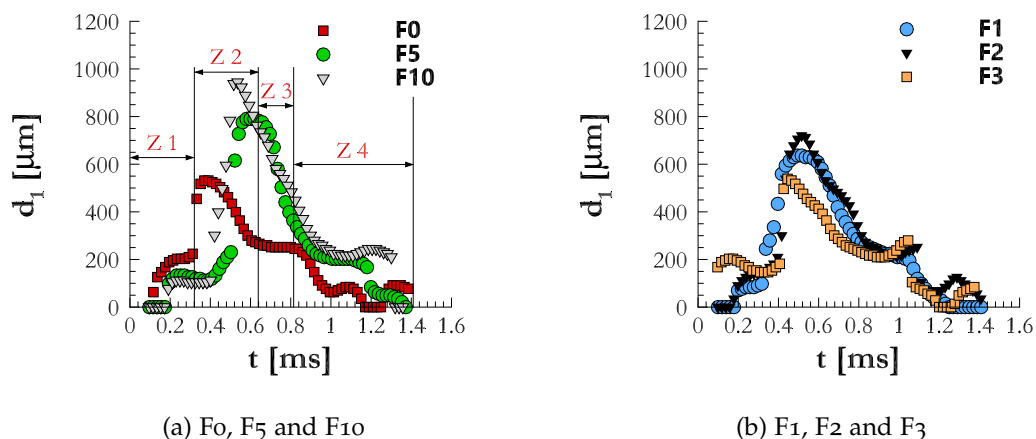 1200
1000
800
600
400
200
0
d₁ [μm]
F0
F5
F10
Z 1
Z 2
Z 3
Z 4
0 0.2 0.4 0.6 0.8 1 1.2 1.4 1.6
t [ms]
(a) F0, F5 and F10
1200
1000
800
600
400
200
0
d₁ [μm]
F1
F2
F3
0 0.2 0.4 0.6 0.8 1 1.2 1.4 1.6
t [ms]
(b) F1, F2 and F3